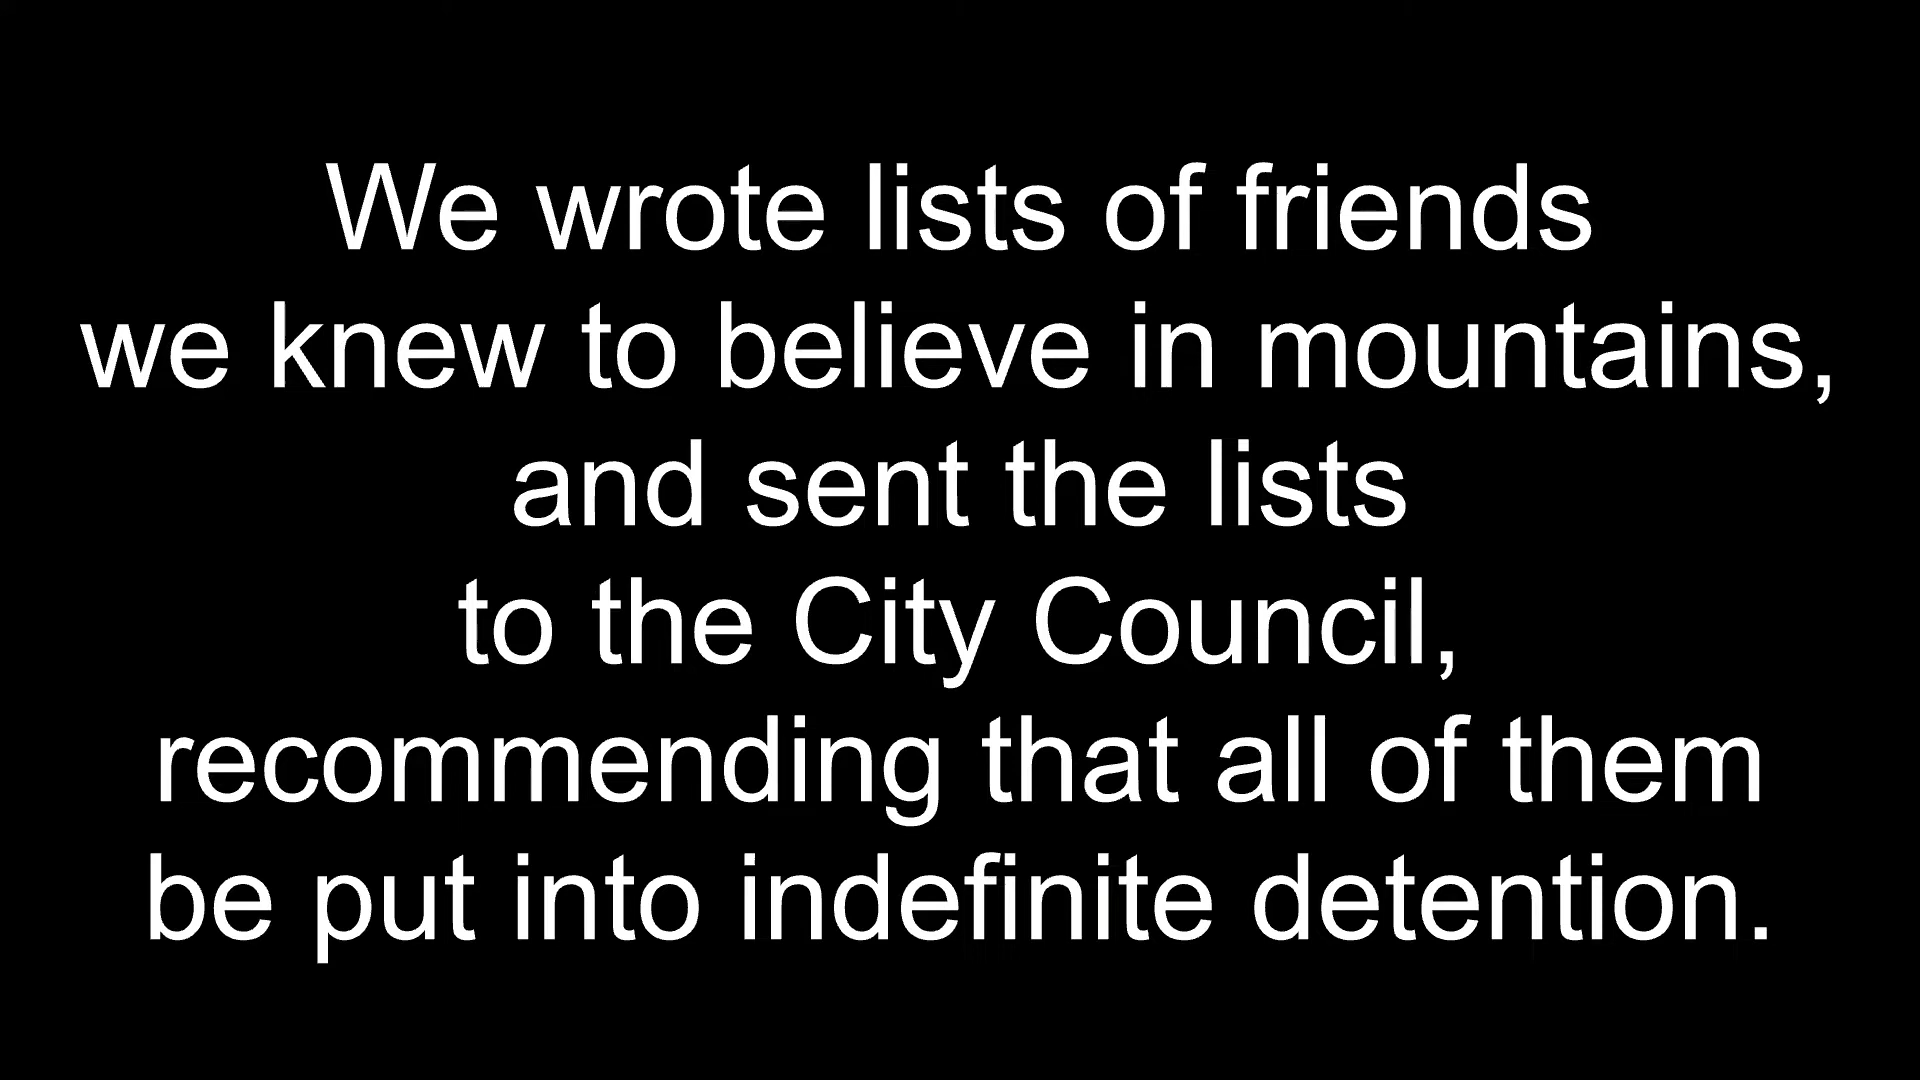 We wrote lists of friends
we knew to believe in mountains,
and sent the lists
to the City Council,
recommending that all of them
be put into indefinite detention.